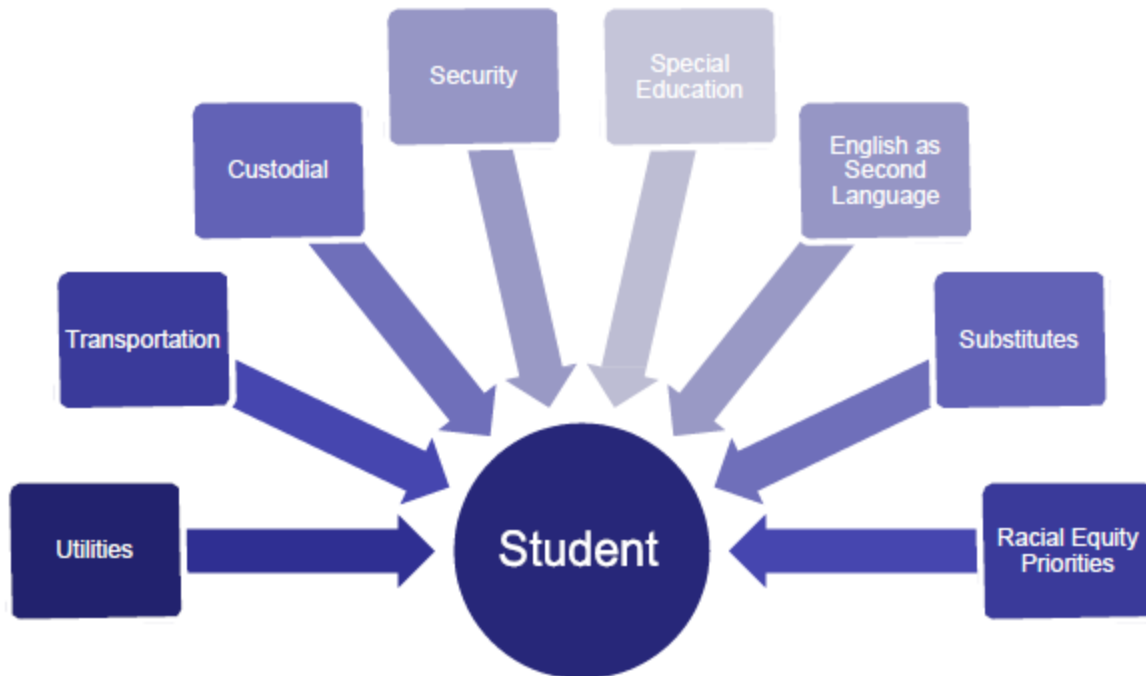 Security
Special
Education
Custodial
English as
Second
Language
Transportation
Substitutes
Utilities
Student
Racial Equity
Priorities